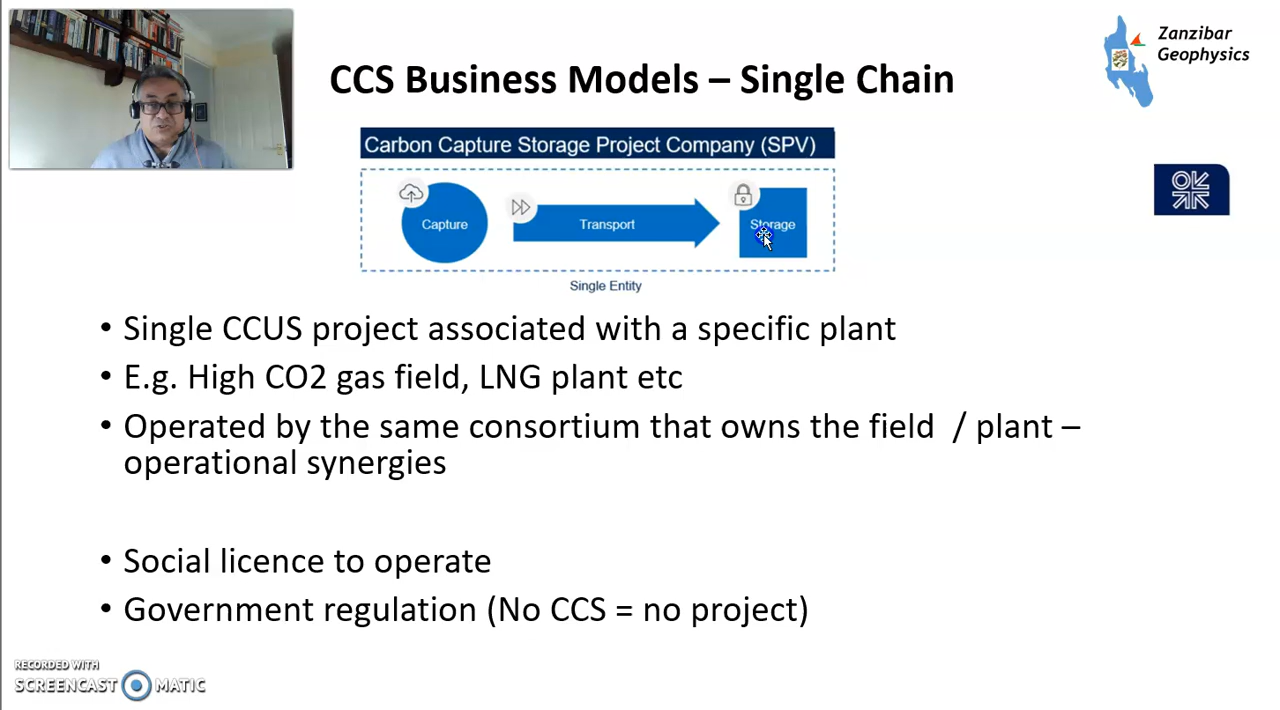 Zanzibar
Geophysics
CCS Business Models – Single Chain
Carbon Capture Storage Project Company (SPV)
Capture
Transport
Storage
Single Entity
• Single CCUS project associated with a specific plant
• E.g. High CO2 gas field, LNG plant etc
• Operated by the same consortium that owns the field / plant –
operational synergies
• Social licence to operate
• Government regulation (No CCS = no project)
RECORDED WITH
SCREENCAST MATIC